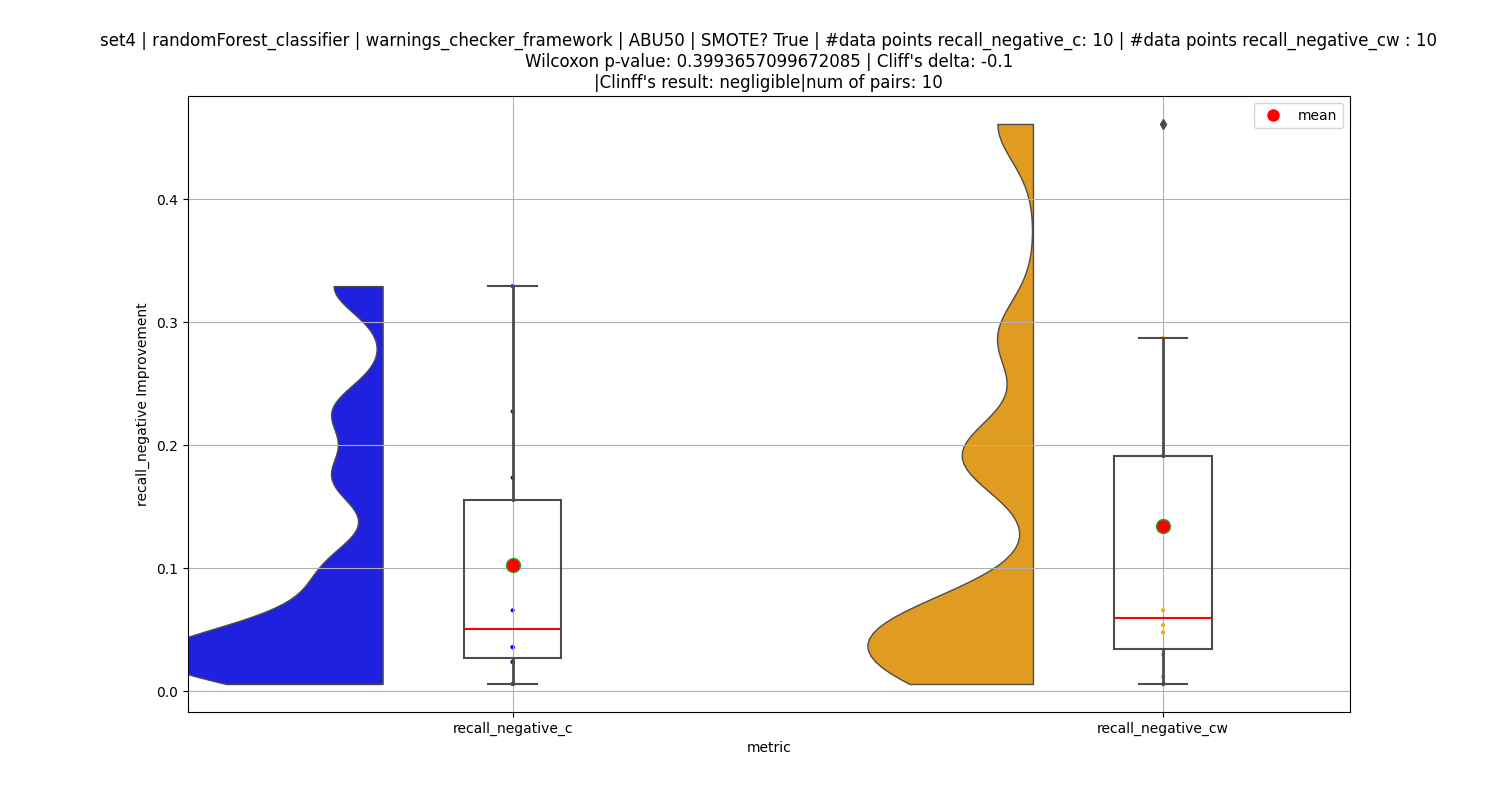 set4 | randomForest_classifier | warnings_checker_framework | ABU50 | SMOTE? True | #data points recall_negative_c: 10 | #data points recall_negative_cw : 10
Wilcoxon p-value: 0.3993657099672085 | Cliff's delta: -0.1
|Clinff's result: negligible|num of pairs: 10
mean
recall_negative Improvement
0.4
0.3
0.2
0.1
0.0
recall_negative_c
recall_negative_cw
metric